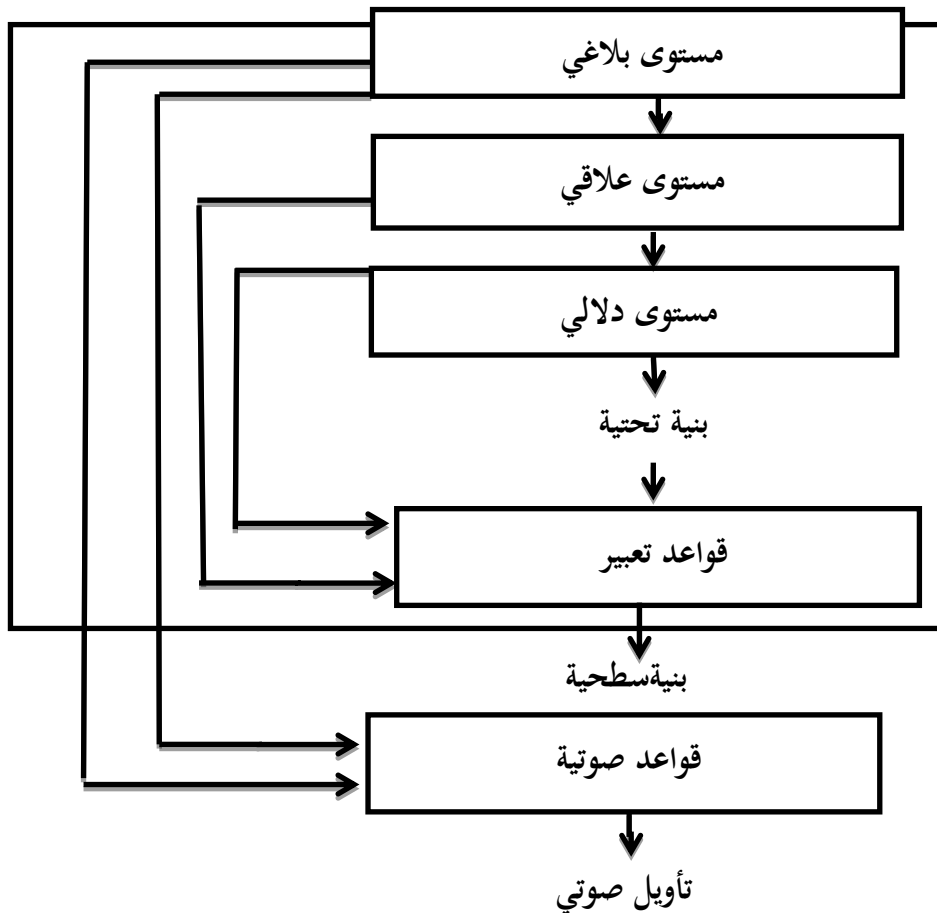 مستوى بلاغي
مستوى علاقي
مستوى دلالي
بنية تحتية
قواعد تعبير
بنيةسطحية
قواعد صوتية
تأويل صوتي